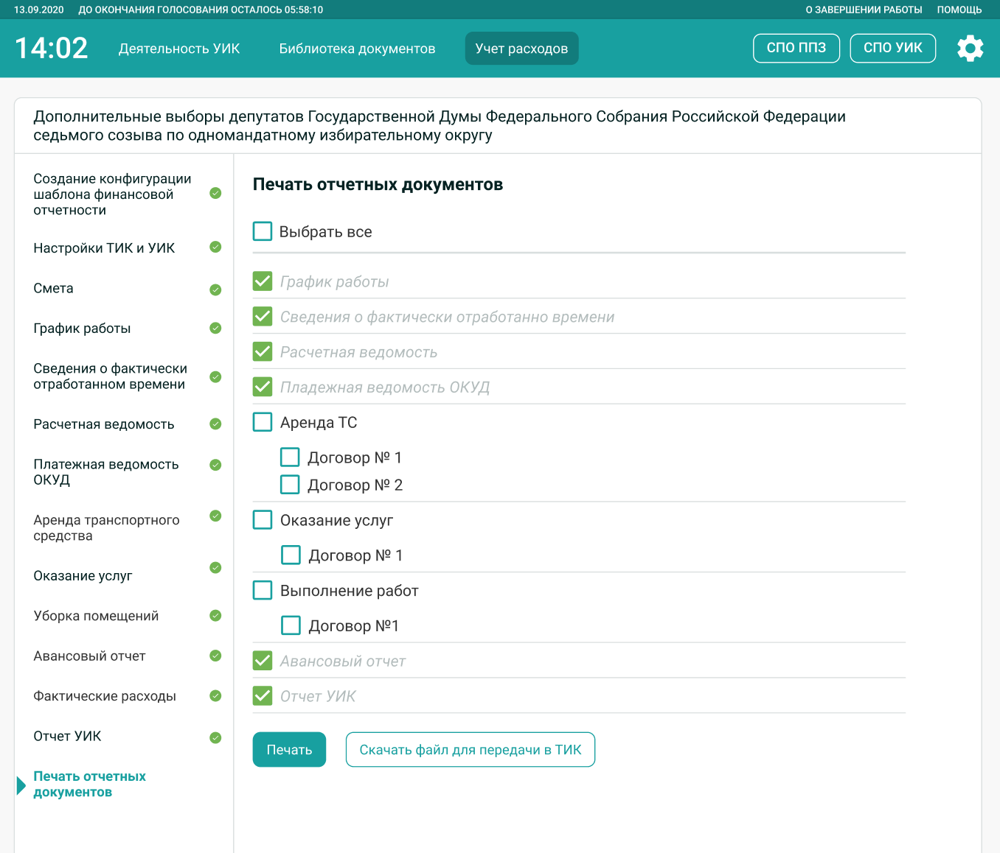 13.09.2020 ДО ОКОНЧАНИЯ ГОЛОСОВАНИЯ ОСТАЛОСЬ 05:58:10 О ЗАВЕРШЕНИИ РАБОТЫ ПОМОЩЬ
14:02 Деятельность УИК Библиотека документов Учет расходов СПО ППЗ СПО УИК
Дополнительные выборы депутатов Государственной Думы Федерального Собрания Российской Федерации
седьмого созыва по одномандатному избирательному округу
Создание конфигурации
шаблона финансовой
отчетности
Настройки ТИК и УИК
Смета
График работы
Сведения о фактически
отработанном времени
Расчетная ведомость
Платежная ведомость
ОКУД
Аренда транспортного
средства
Оказание услуг
Уборка помещений
Авансовый отчет
Фактические расходы
Отчет УИК
Печать отчетных
документов
Печать отчетных документов
Выбрать все
График работы
Сведения о фактически отработанно времени
Расчетная ведомость
Пладежная ведомость ОКУД
Аренда ТС
Договор № 1
Договор № 2
Оказание услуг
Договор № 1
Выполнение работ
Договор №1
Авансовый отчет
Отчет УИК
Печать Скачать файл для передачи в ТИК